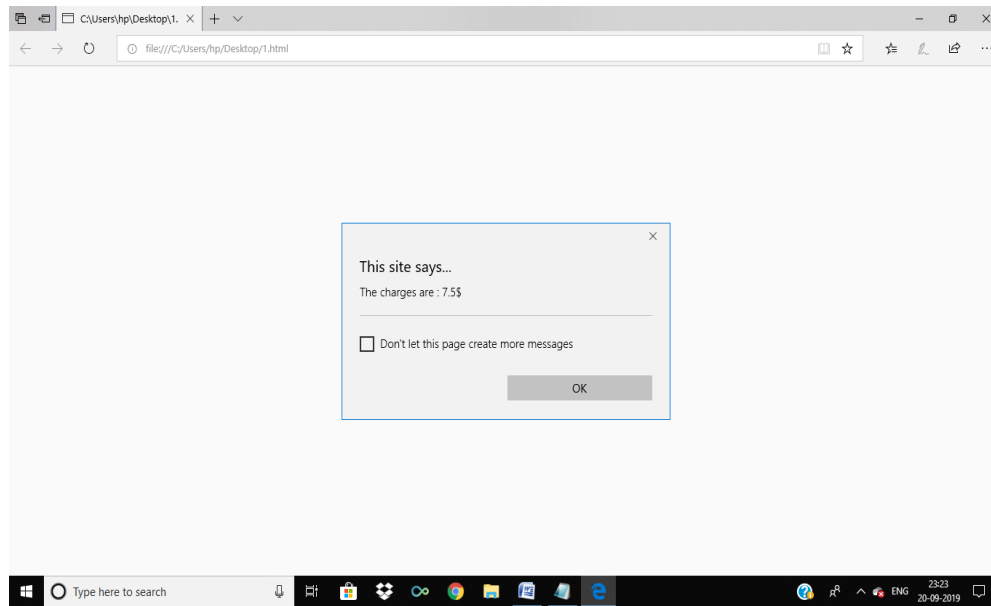 C:\Users\hp\Desktop\1.
file:///C:/Users/hp/Desktop/1.html
This site says...
The charges are : 7.5$
Don't let this page create more messages
OK
Type here to search
ENG
23:23
20-09-2019